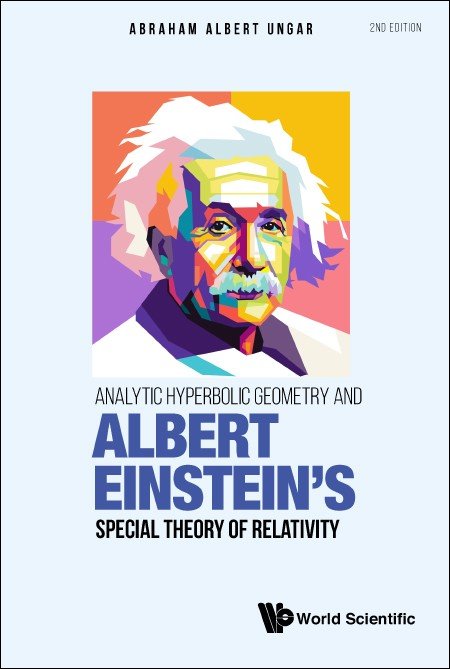 ABRAHAM ALBERT UNGAR
2ND EDITION
ANALYTIC HYPERBOLIC GEOMETRY AND
ALBERT
EINSTEIN'S
SPECIAL THEORY OF RELATIVITY
World Scientific